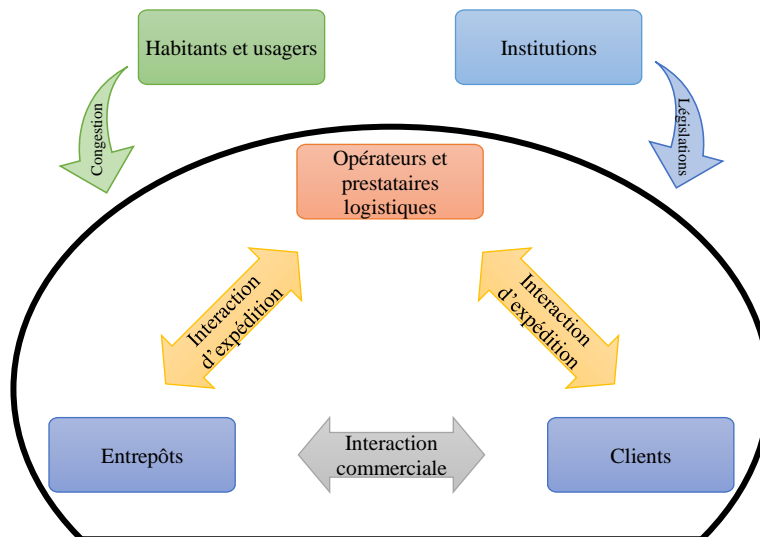 Habitants et usagers
Institutions
Congestion
Législations
Opérateurs et
prestataires
logistiques
Interaction
d'expédition
Interaction
d'expédition
Entrepôts
Interaction
commerciale
Clients